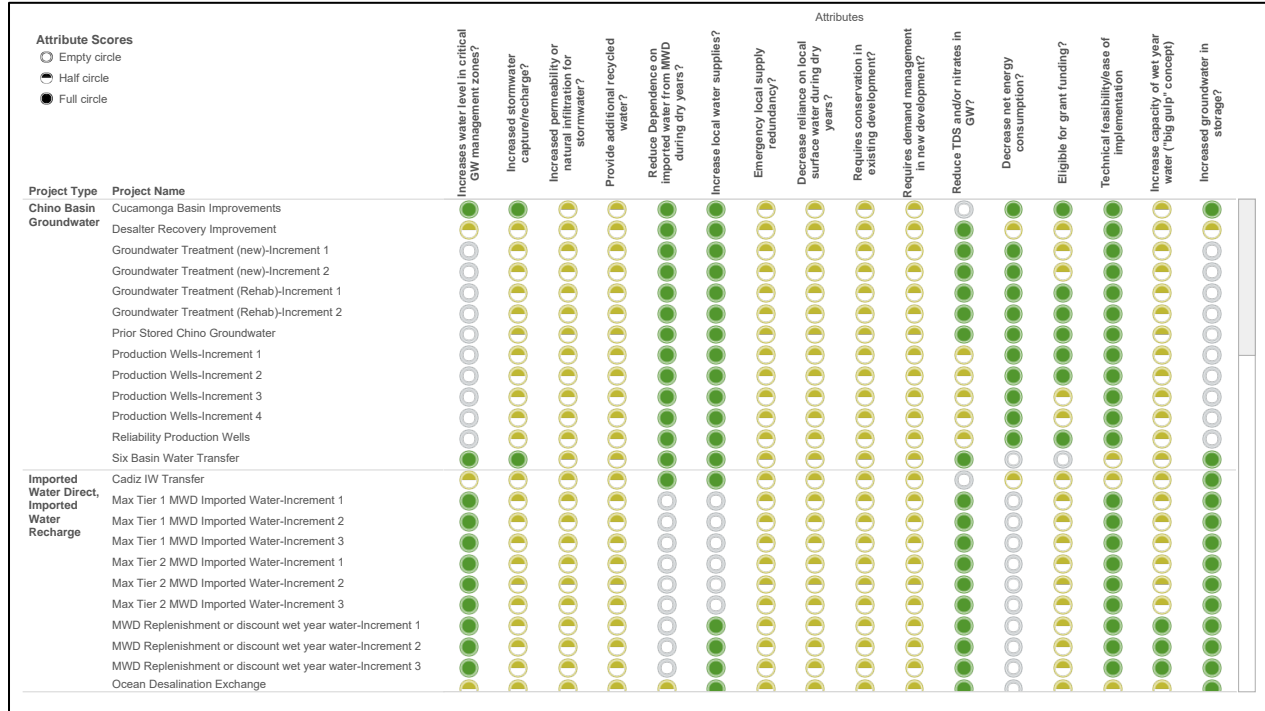 Attributes
Attribute Scores
Empty circle
Half circle
Full circle
Increases water level in critical
GW management zones?
Increased stormwater
capture/recharge?
Increased permeability or
natural infiltration for
stormwater?
Provide additional recycled
water?
Reduce Dependence on
imported water from MWD
during dry years?
Increase local water supplies?
Emergency local supply
redundancy?
Decrease reliance on local
surface water during dry
years?
Requires conservation in
existing development?
Requires demand management
in new development?
Reduce TDS and/or nitrates in
GW?
Decrease net energy
consumption?
Eligible for grant funding?
Technical feasibility/ease of
implementation
Increase capacity of wet year
water ("big gulp" concept)
Increased groundwater in
storage?
Project Type Project Name
Chino Basin
Groundwater
Cucamonga Basin Improvements
Desalter Recovery Improvement
Groundwater Treatment (new)-Increment 1
Groundwater Treatment (new)-Increment 2
Groundwater Treatment (Rehab)-Increment 1
Groundwater Treatment (Rehab)-Increment 2
Prior Stored Chino Groundwater
Production Wells-Increment 1
Production Wells-Increment 2
Production Wells-Increment 3
Production Wells-Increment 4
Reliability Production Wells
Six Basin Water Transfer
Imported
Water Direct,
Imported
Water
Recharge
Cadiz IW Transfer
Max Tier 1 MWD Imported Water-Increment 1
Max Tier 1 MWD Imported Water-Increment 2
Max Tier 1 MWD Imported Water-Increment 3
Max Tier 2 MWD Imported Water-Increment 1
Max Tier 2 MWD Imported Water-Increment 2
Max Tier 2 MWD Imported Water-Increment 3
MWD Replenishment or discount wet year water-Increment 1
MWD Replenishment or discount wet year water-Increment 2
MWD Replenishment or discount wet year water-Increment 3
Ocean Desalination Exchange